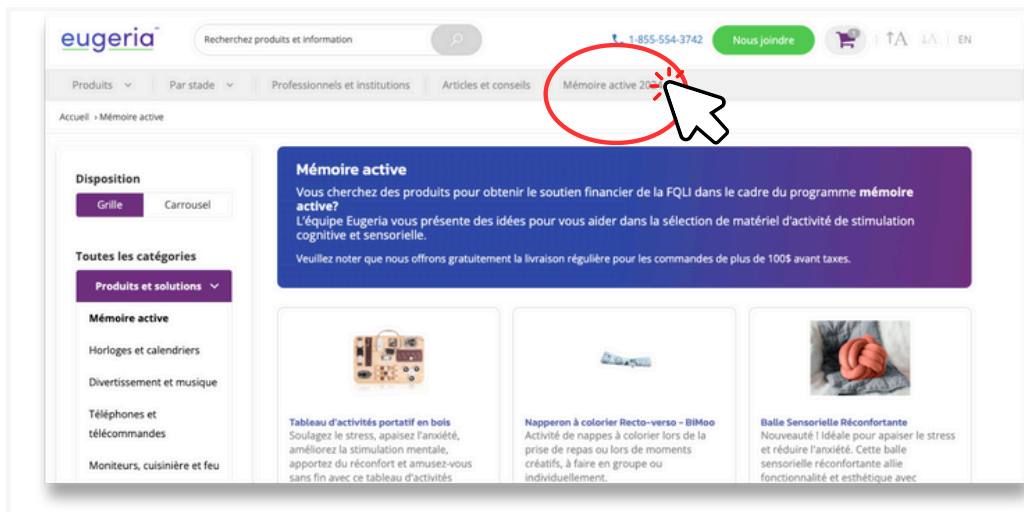 eugeria
Recherchez produits et information
1-855-554-3742
Nous joindre
↑A
↓A
EN
Produits
Par stade
Professionnels et institutions
Articles et conseils
Mémoire active
Accueil › Mémoire active
Disposition
Grille
Carrousel
Toutes les catégories
Produits et solutions
Mémoire active
Horloges et calendriers
Divertissement et musique
Téléphones et
télécommandes
Moniteurs, cuisinière et feu
Mémoire active
Vous cherchez des produits pour obtenir le soutien financier de la FQLI dans le cadre du programme mémoire
active?
L'équipe Eugeria vous présente des idées pour vous aider dans la sélection de matériel d'activité de stimulation
cognitive et sensorielle.
Veuillez noter que nous offrons gratuitement la livraison régulière pour les commandes de plus de 100$ avant taxes.
Tableau d'activités portatif en bois
Soulagez le stress, apaisez l'anxiété,
améliorez la stimulation mentale,
apportez du réconfort et amusez-vous
sans fin avec ce tableau d'activités
Napperon à colorier Recto-verso – BiMoo
Activité de nappes à colorier lors de la
prise de repas ou lors de moments
créatifs, à faire en groupe ou
individuellement.
Balle Sensorielle Réconfortante
Nouveauté ! Idéale pour apaiser le stress
et réduire l'anxiété. Cette balle
sensorielle réconfortante allie
fonctionnalité et esthétique avec